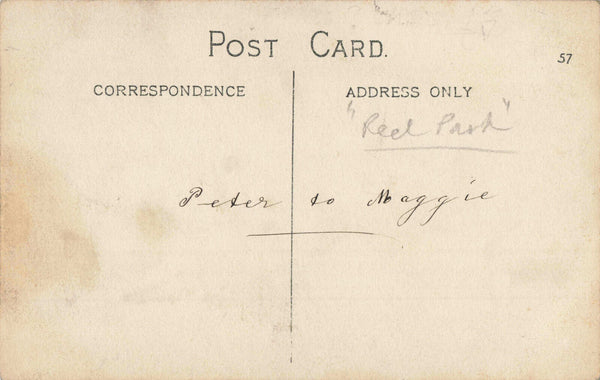 POST CARD.
57
CORRESPONDENCE
ADDRESS ONLY
"Reel Park"
Peter to Maggie